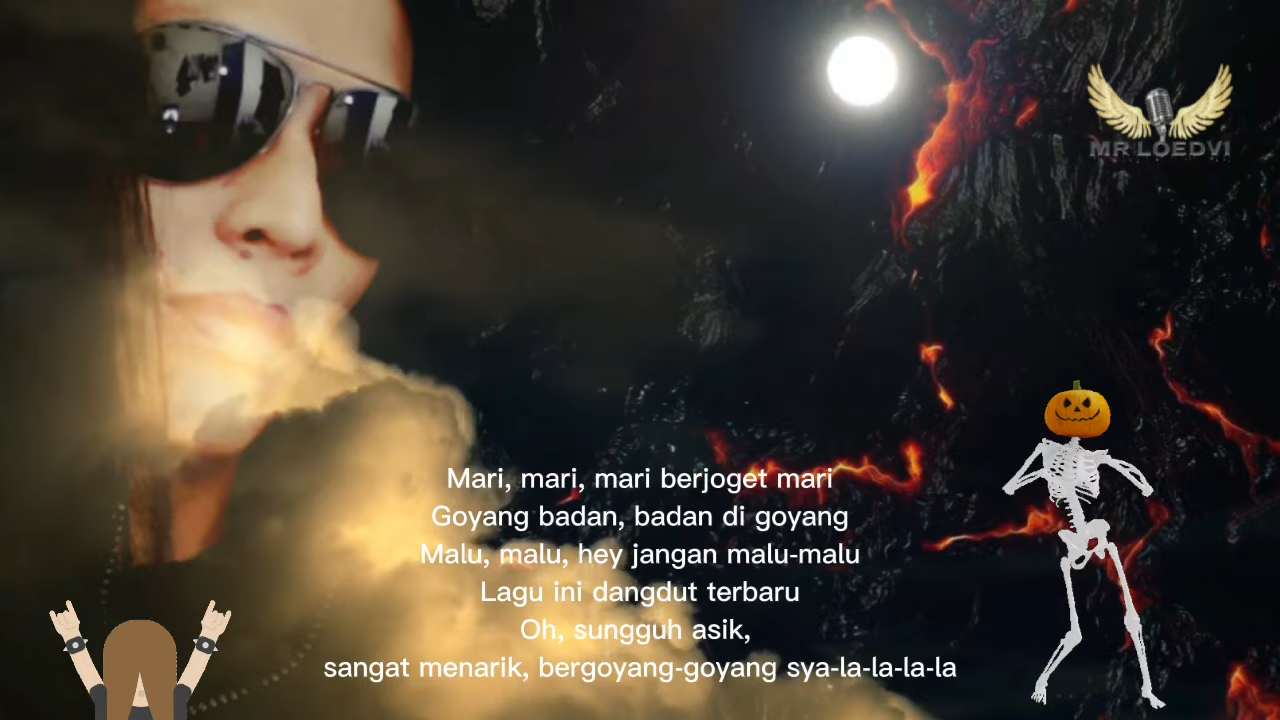 MR LOEDVI
Mari, mari, mari berjoget mari
Goyang badan, badan di goyang
Malu, malu, hey jangan malu-malu
Lagu ini dangdut terbaru
Oh, sungguh asik,
sangat menarik, bergoyang-goyang sya-la-la-la-la